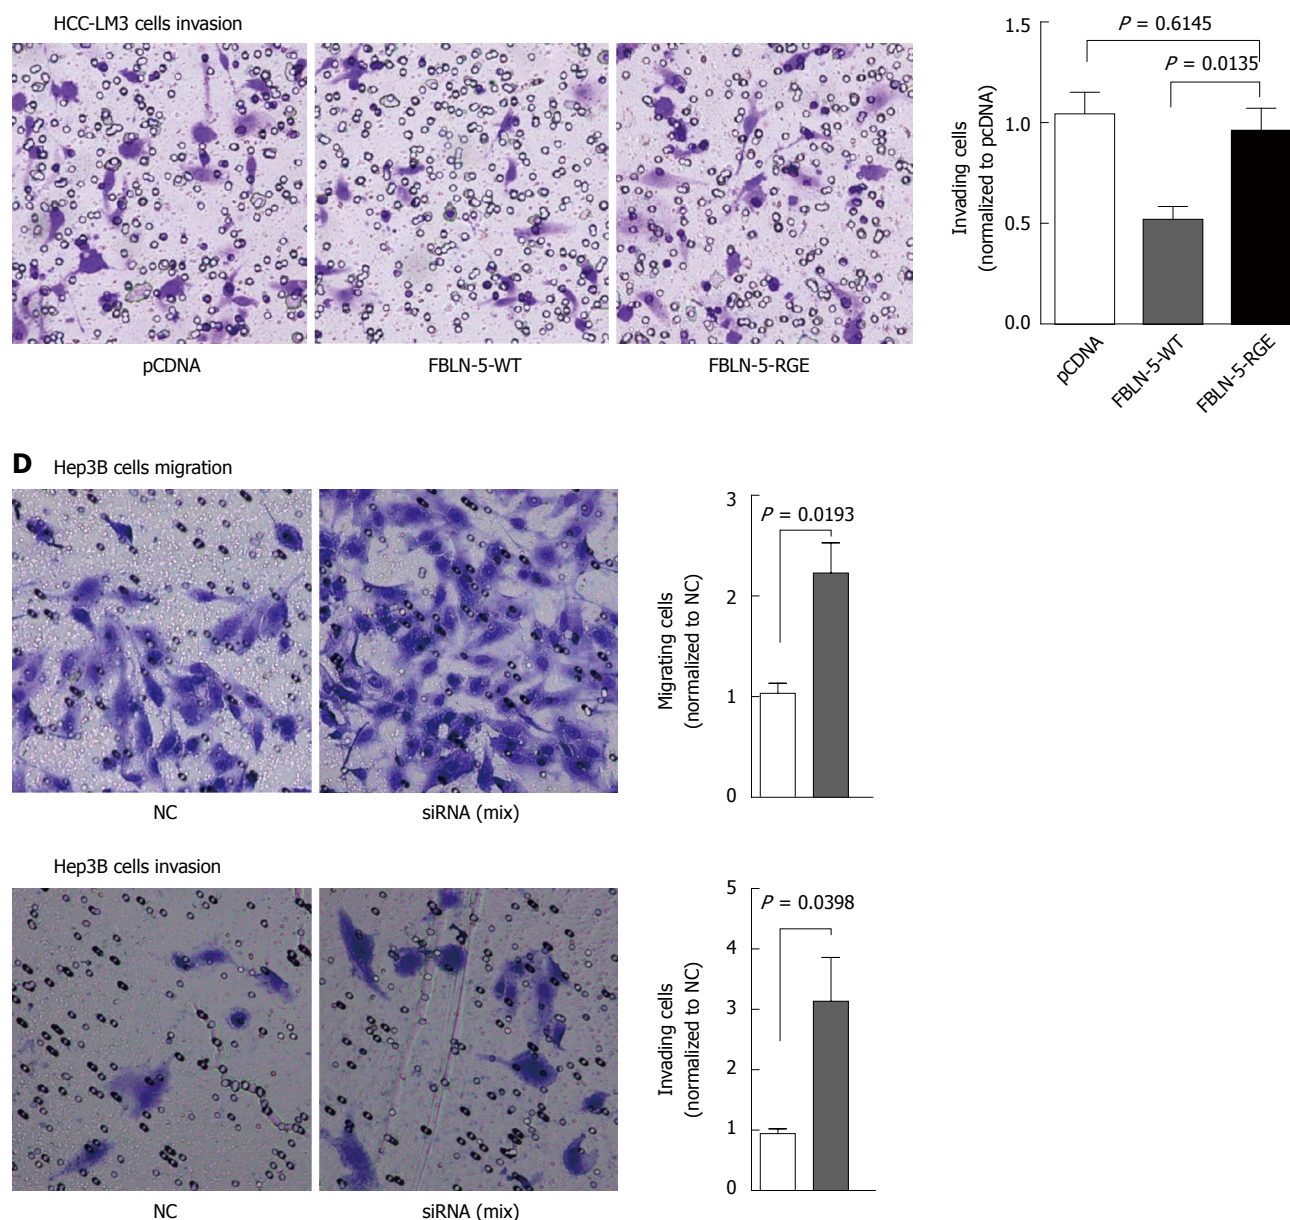 HCC-LM3 cells invasion
pCDNA
FBLN-5-WT
FBLN-5-RGE
Invading cells
(normalized to pcDNA)
1.5
1.0
0.5
0.0
P = 0.6145
P = 0.0135
pCDNA
FBLN-5-WT
FBLN-5-RGE
D
Hep3B cells migration
NC
siRNA (mix)
Migrating cells
(normalized to NC)
3
2
1
0
P = 0.0193
Hep3B cells invasion
NC
siRNA (mix)
Invading cells
(normalized to NC)
5
4
3
2
1
0
P = 0.0398